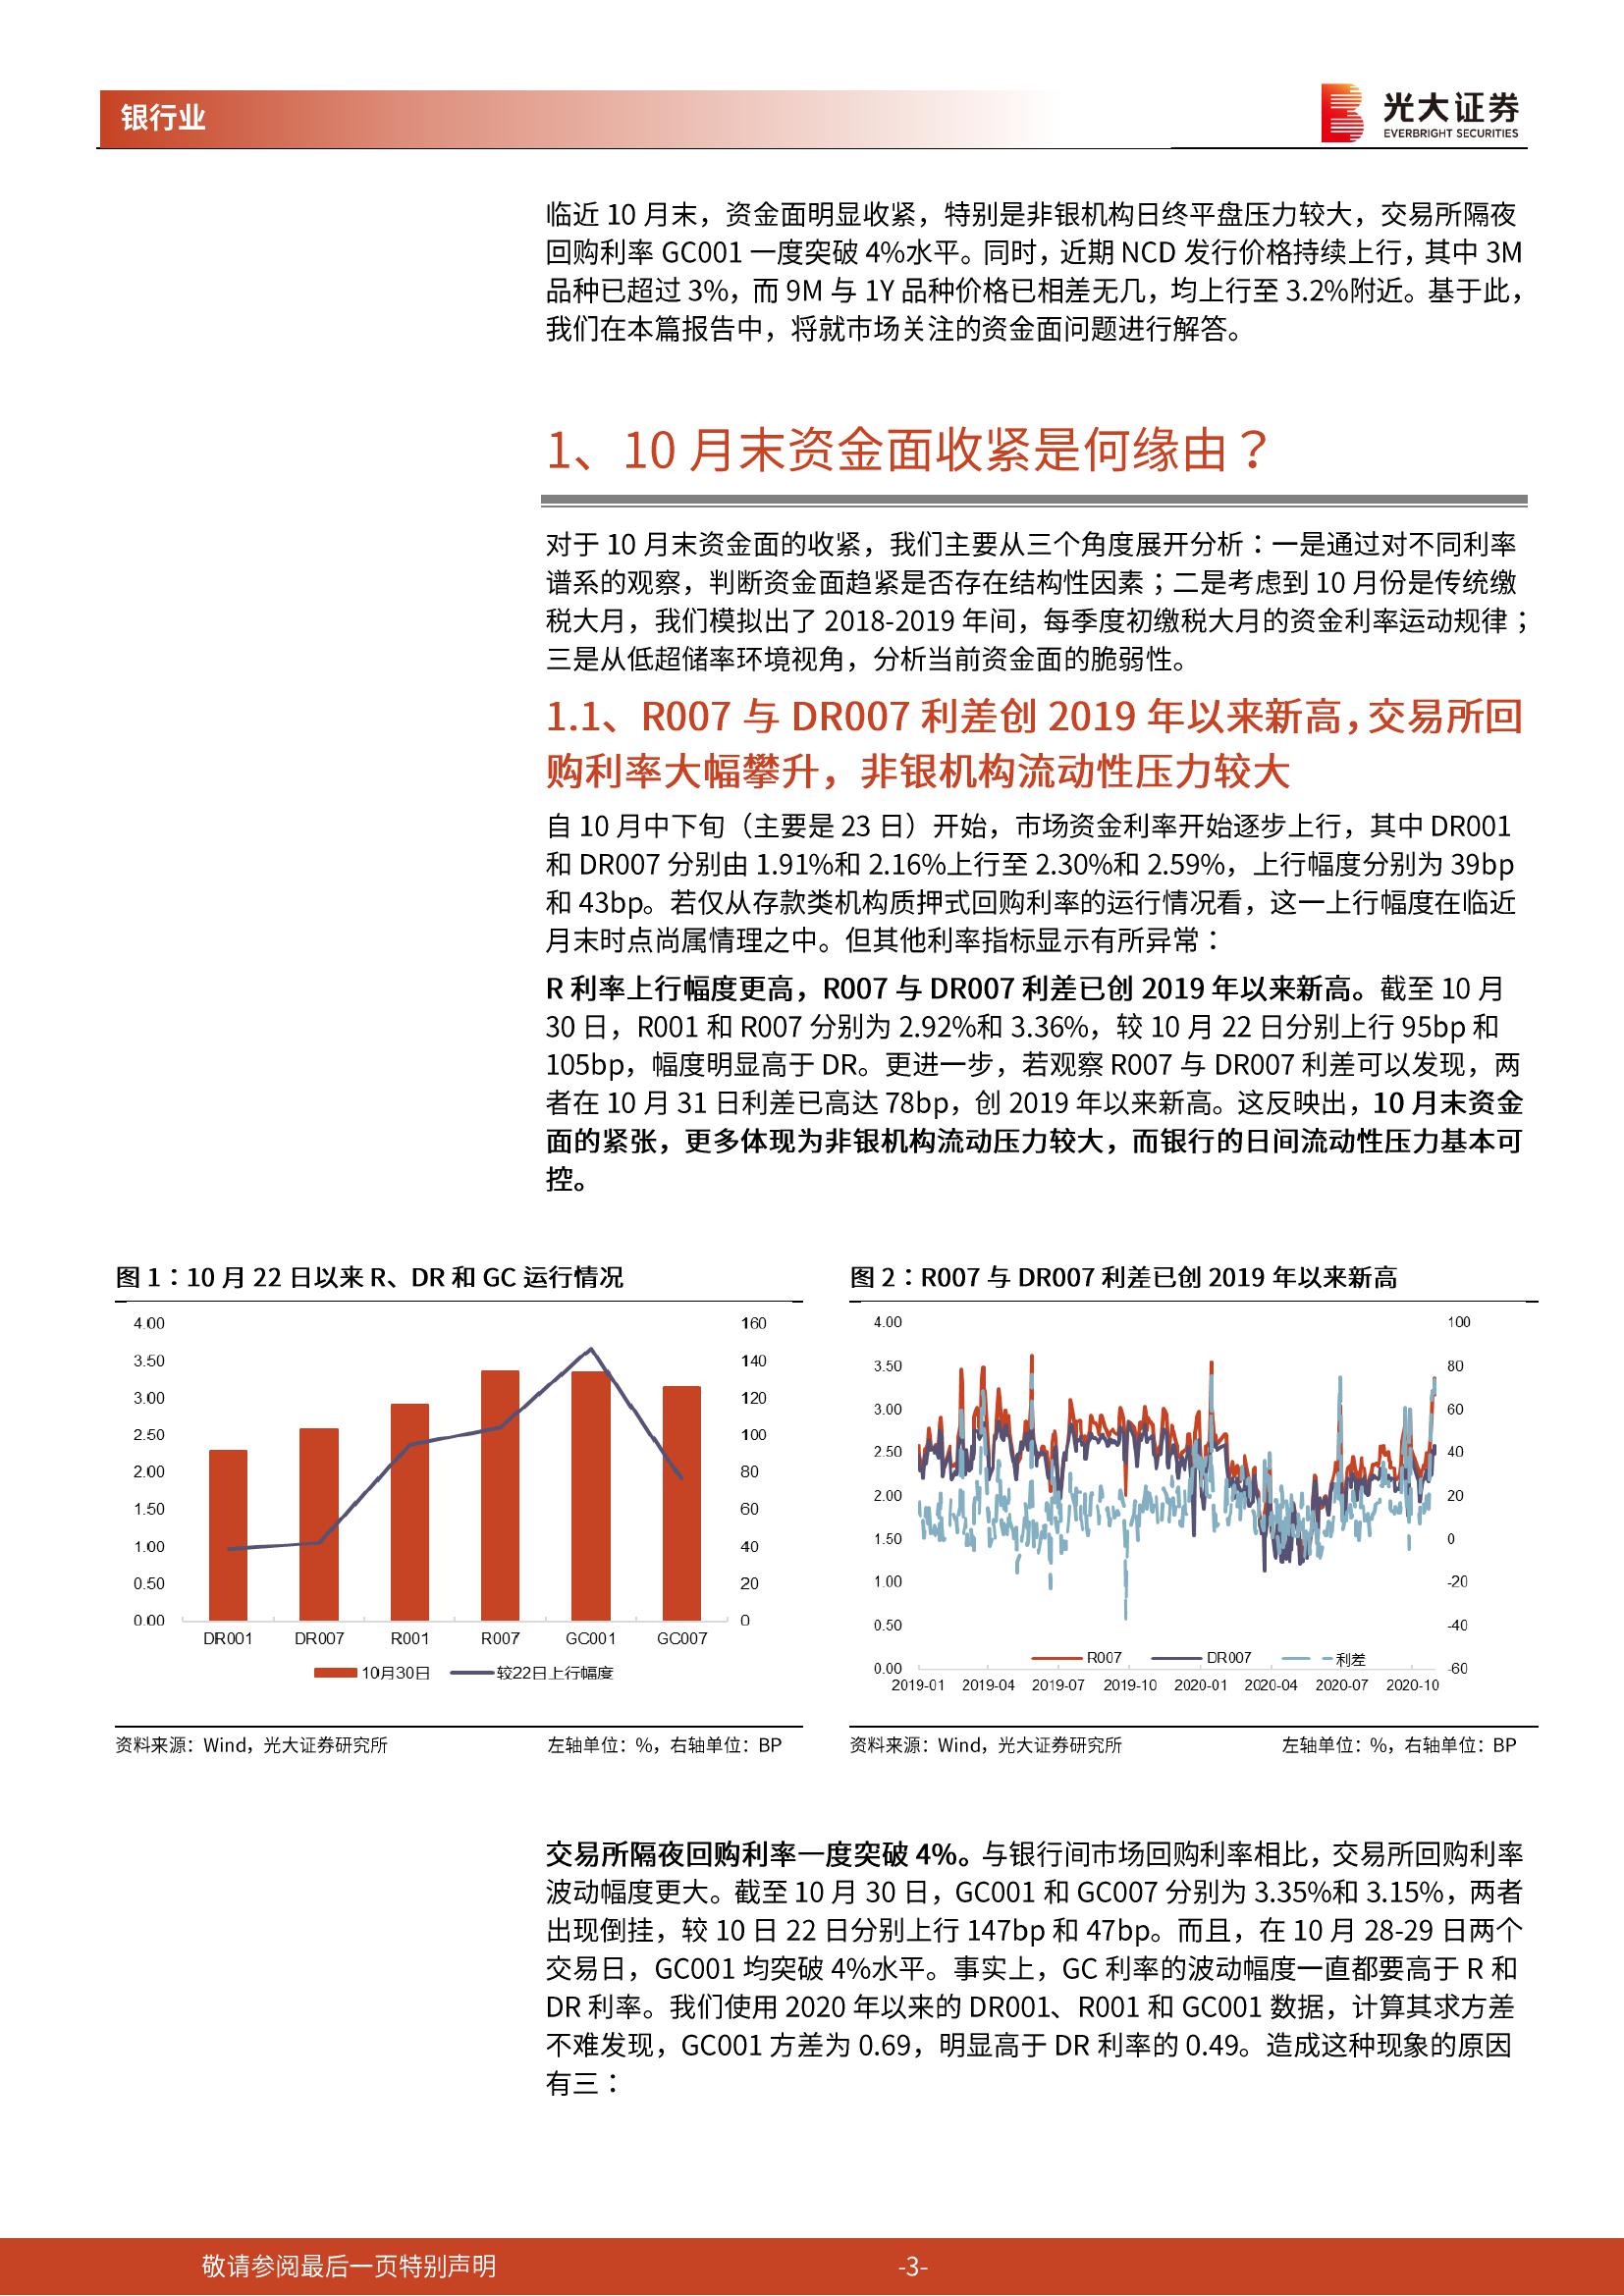 银行业
光大证券
EVERBRIGHT SECURITIES
临近 10 月末，资金面明显收紧，特别是非银机构日终平盘压力较大，交易所隔夜
回购利率 GC001 一度突破 4%水平。同时，近期 NCD 发行价格持续上行，其中 3M
品种已超过 3%，而 9M 与 1Y 品种价格已相差无几，均上行至 3.2%附近。基于此，
我们在本篇报告中，将就市场关注的资金面问题进行解答。
1、10 月末资金面收紧是何缘由？
对于 10 月末资金面的收紧，我们主要从三个角度展开分析：一是通过对不同利率
谱系的观察，判断资金面趋紧是否存在结构性因素；二是考虑到 10 月份是传统缴
税大月，我们模拟出了 2018-2019 年间，每季度初缴税大月的资金利率运动规律；
三是从低超储率环境视角，分析当前资金面的脆弱性。
1.1、R007 与 DR007 利差创 2019 年以来新高，交易所回
购利率大幅攀升，非银机构流动性压力较大
自 10 月中下旬（主要是 23 日）开始，市场资金利率开始逐步上行，其中 DR001
和 DR007 分别由 1.91%和 2.16%上行至 2.30%和 2.59%，上行幅度分别为 39bp
和 43bp。若仅从存款类机构质押式回购利率的运行情况看，这一上行幅度在临近
月末时点尚属情理之中。但其他利率指标显示有所异常：
R 利率上行幅度更高，R007 与 DR007 利差已创 2019 年以来新高。截至 10 月
30 日，R001 和 R007 分别为 2.92%和 3.36%，较 10 月 22 日分别上行 95bp 和
105bp，幅度明显高于 DR。更进一步，若观察 R007 与 DR007 利差可以发现，两
者在 10 月 31 日利差已高达 78bp，创 2019 年以来新高。这反映出，10 月末资金
面的紧张，更多体现为非银机构流动压力较大，而银行的日间流动性压力基本可
控。
图 1：10 月 22 日以来 R、DR 和 GC 运行情况
4.00
3.50
3.00
2.50
2.00
1.50
1.00
0.50
0.00
160
140
120
100
80
60
40
20
0
DR001 DR007 R001 R007 GC001 GC007
10月30日 较22日上行幅度
资料来源：Wind，光大证券研究所 左轴单位：%，右轴单位：BP
图 2：R007 与 DR007 利差已创 2019 年以来新高
4.00
3.50
3.00
2.50
2.00
1.50
1.00
0.50
0.00
100
80
60
40
20
0
-20
-40
-60
R007 DR007 利差
2019-01 2019-04 2019-07 2019-10 2020-01 2020-04 2020-07 2020-10
资料来源：Wind，光大证券研究所 左轴单位：%，右轴单位：BP
交易所隔夜回购利率一度突破 4%。与银行间市场回购利率相比，交易所回购利率
波动幅度更大。截至 10 月 30 日，GC001 和 GC007 分别为 3.35%和 3.15%，两者
出现倒挂，较 10 日 22 日分别上行 147bp 和 47bp。而且，在 10 月 28-29 日两个
交易日，GC001 均突破 4%水平。事实上，GC 利率的波动幅度一直都要高于 R 和
DR 利率。我们使用 2020 年以来的 DR001、R001 和 GC001 数据，计算其求方差
不难发现，GC001 方差为 0.69，明显高于 DR 利率的 0.49。造成这种现象的原因
有三：
敬请参阅最后一页特别声明
-3-